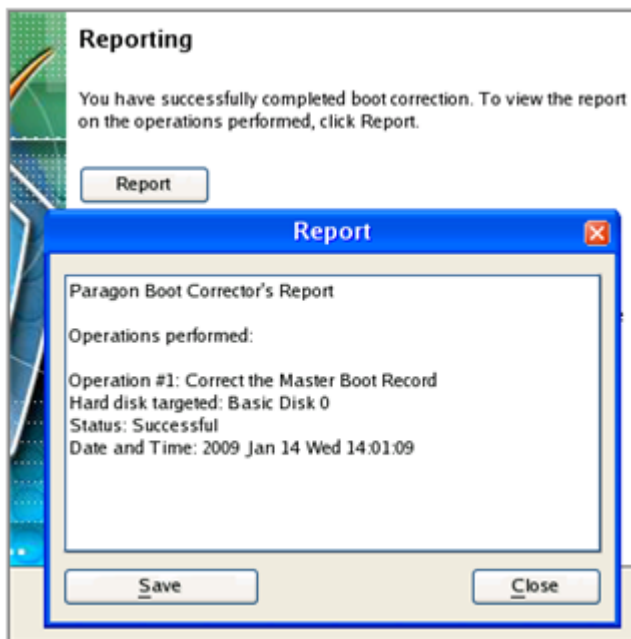 Reporting
You have successfully completed boot correction. To view the report
on the operations performed, click Report.
Report
Report
Paragon Boot Corrector's Report
Operations performed:
Operation #1: Correct the Master Boot Record
Hard disk targeted: Basic Disk 0
Status: Successful
Date and Time: 2009 Jan 14 Wed 14:01:09
Save
Close